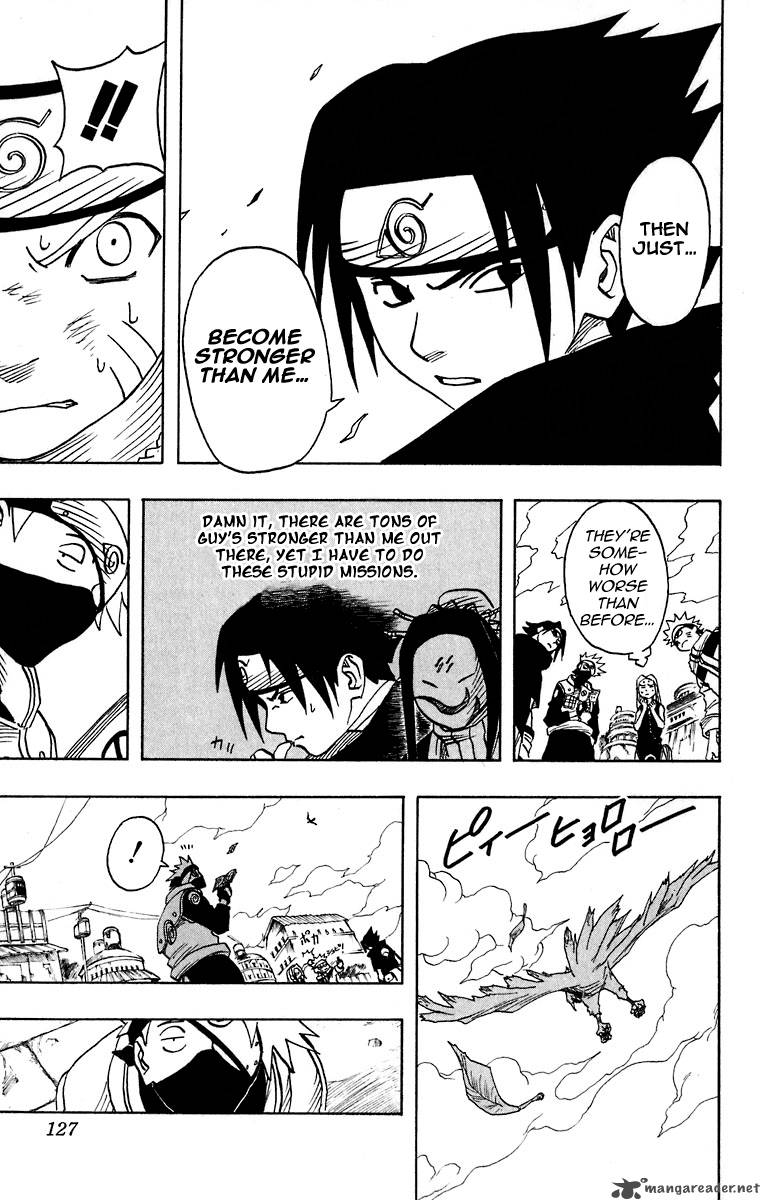 THEN
JUST...
BECOME
STRONGER
THAN ME...
!!
THEY'RE
SOME-
HOW
WORSE
THAN
BEFORE...
DAMN IT, THERE ARE TONS OF
GUY'S STRONGER THAN ME OUT
THERE, YET I HAVE TO DO
THESE STUPID MISSIONS.
ピィーヒョロロー
!
127
mangareader.net